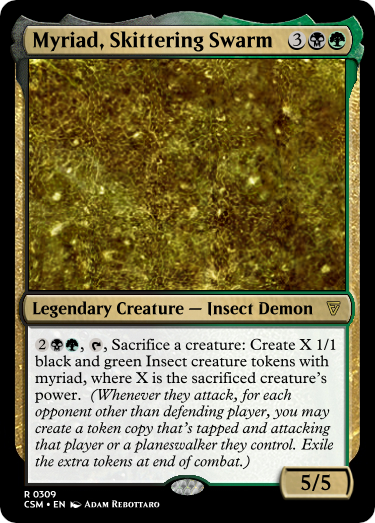 Myriad, Skittering Swarm 3
Legendary Creature — Insect Demon
2, , Sacrifice a creature: Create X 1/1
black and green Insect creature tokens with
myriad, where X is the sacrificed creature's
power. (Whenever they attack, for each
opponent other than defending player, you may
create a token copy that's tapped and attacking
that player or a planeswalker they control. Exile
the extra tokens at end of combat.)
5/5
R 0309
CSM • EN Adam Rebottaro